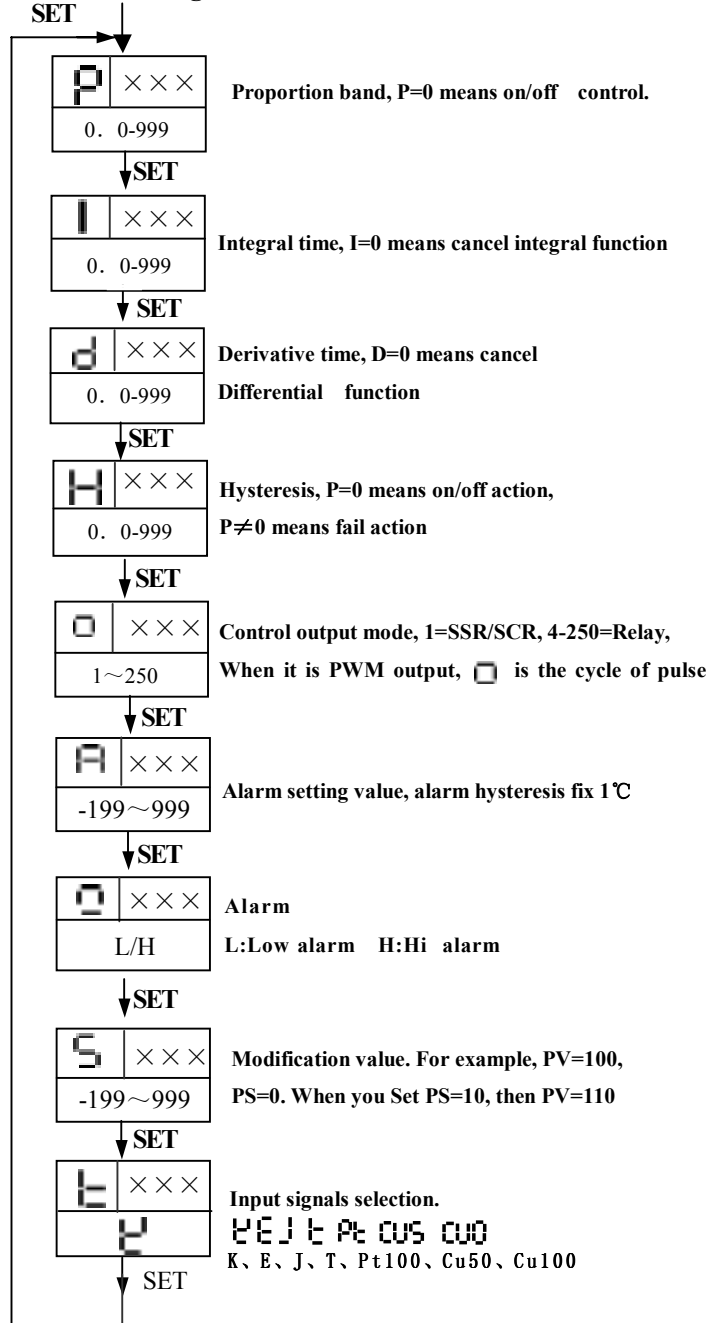 SET
P ×××
Proportion band, P=0 means on/off control.
0. 0-999
SET
I ×××
Integral time, I=0 means cancel integral function
0. 0-999
SET
d ×××
Derivative time, D=0 means cancel
0. 0-999
Differential function
SET
H ×××
Hysteresis, P=0 means on/off action,
0. 0-999
P≠0 means fail action
SET
o ×××
Control output mode, 1=SSR/SCR, 4-250=Relay,
1～250
When it is PWM output, o is the cycle of pulse
SET
A ×××
Alarm setting value, alarm hysteresis fix 1℃
-199～999
SET
×××
Alarm
L/H
L:Low alarm H:Hi alarm
SET
S ×××
Modification value. For example, PV=100,
-199～999
PS=0. When you Set PS=10, then PV=110
SET
t ×××
Input signals selection.
K
K E J t Pt CU5 CU0
K、E、J、T、Pt100、Cu50、Cu100
SET